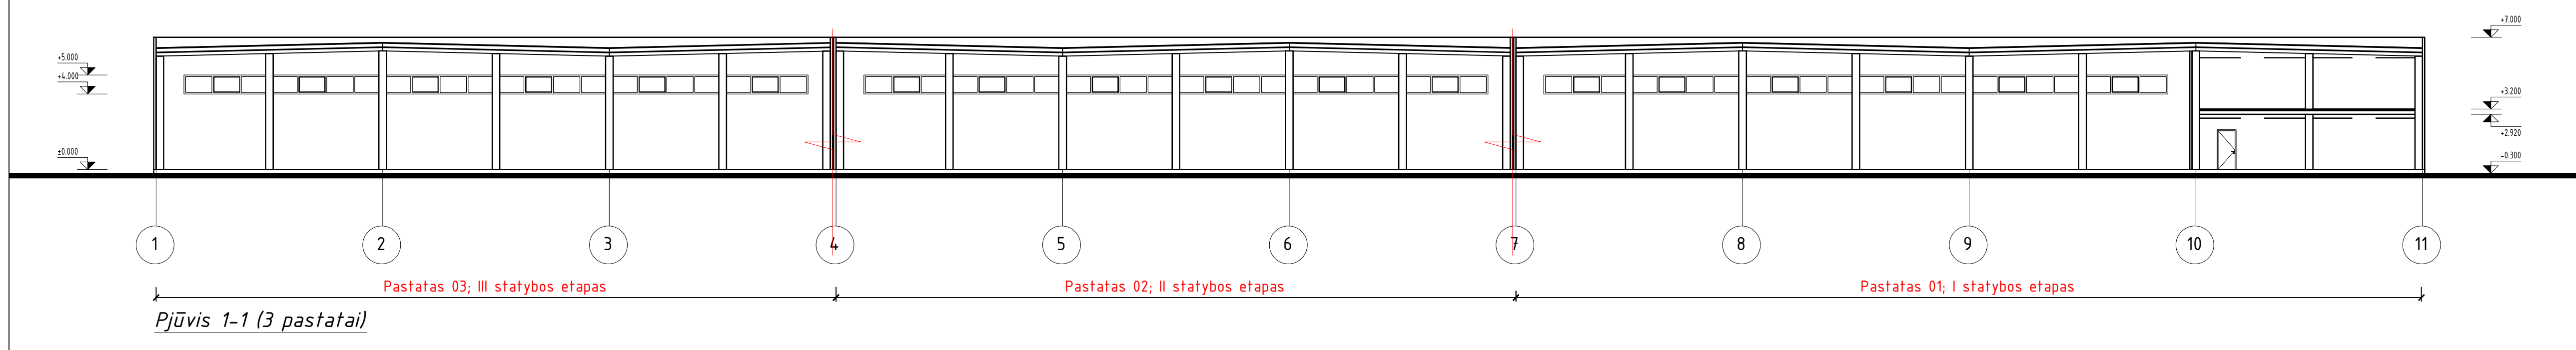 +7.000
+5.000
+4.000
+3.200
+2.920
±0.000
-0.300
1 2 3 4 5 6 7 8 9 10 11
Pastatas 03; III statybos etapas
Pastatas 02; II statybos etapas
Pastatas 01; I statybos etapas
Pjūvis 1-1 (3 pastatai)